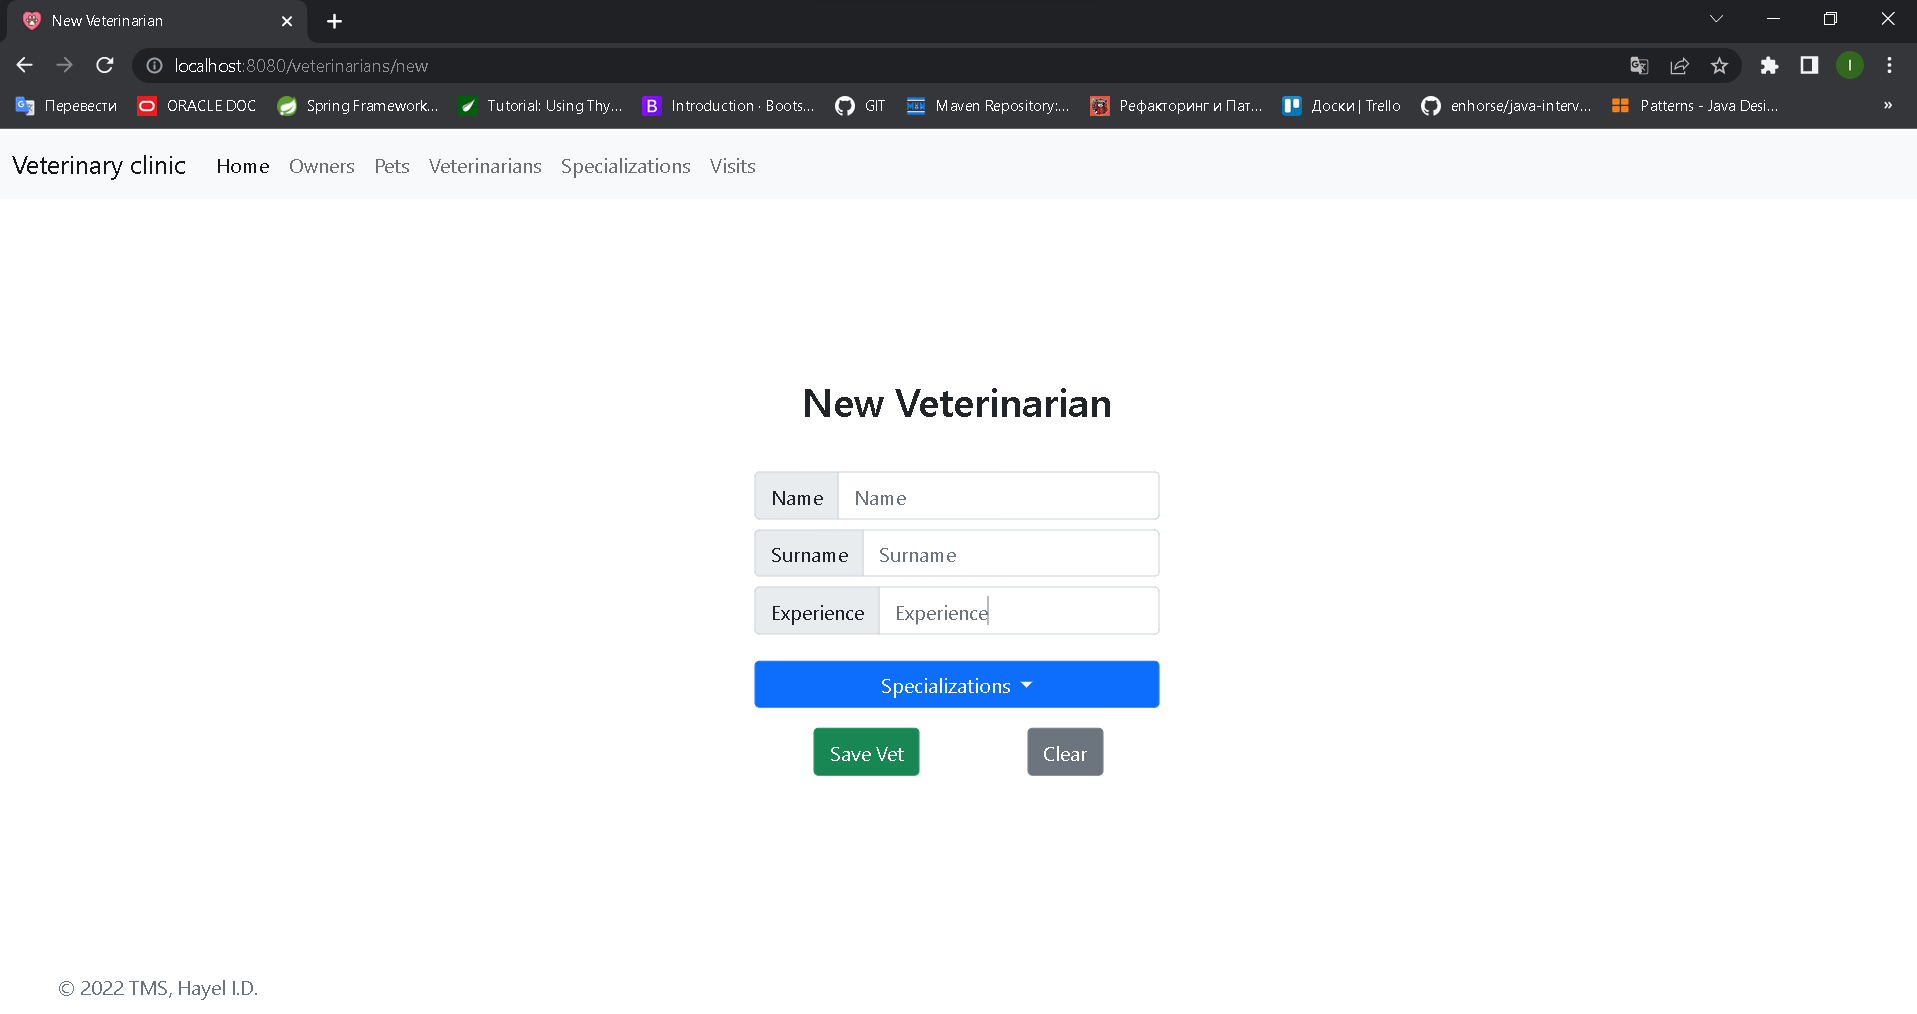 New Veterinarian
localhost:8080/veterinarians/new
Перевести ORACLE DOC Spring Framework... Tutorial: Using Thy... Introduction · Boots... GIT Maven Repository:... Рефакторинг и Пат... Доски | Trello enhorse/java-interv... Patterns - Java Desi... »
Veterinary clinic Home Owners Pets Veterinarians Specializations Visits
New Veterinarian
Name Name
Surname Surname
Experience Experience
Specializations
Save Vet Clear
© 2022 TMS, Hayel I.D.